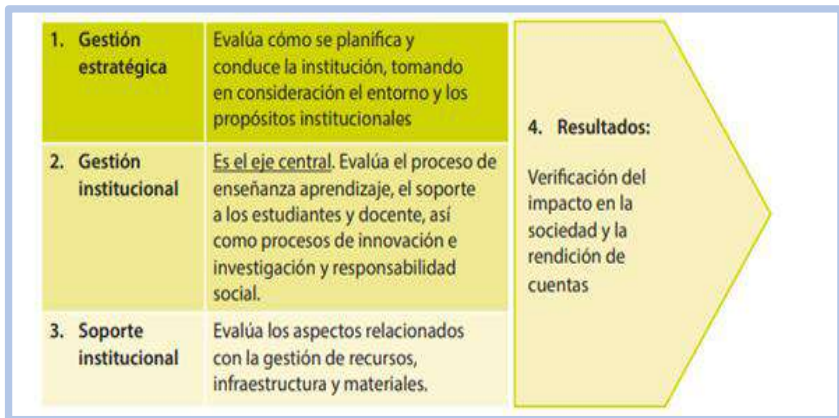 1. Gestión
estratégica
Evalúa cómo se planifica y
conduce la institución, tomando
en consideración el entorno y los
propósitos institucionales
2. Gestión
institucional
Es el eje central. Evalúa el proceso de
enseñanza aprendizaje, el soporte
a los estudiantes y docente, así
como procesos de innovación e
investigación y responsabilidad
social.
3. Soporte
institucional
Evalúa los aspectos relacionados
con la gestión de recursos,
infraestructura y materiales.
4. Resultados:
Verificación del
impacto en la
sociedad y la
rendición de
cuentas